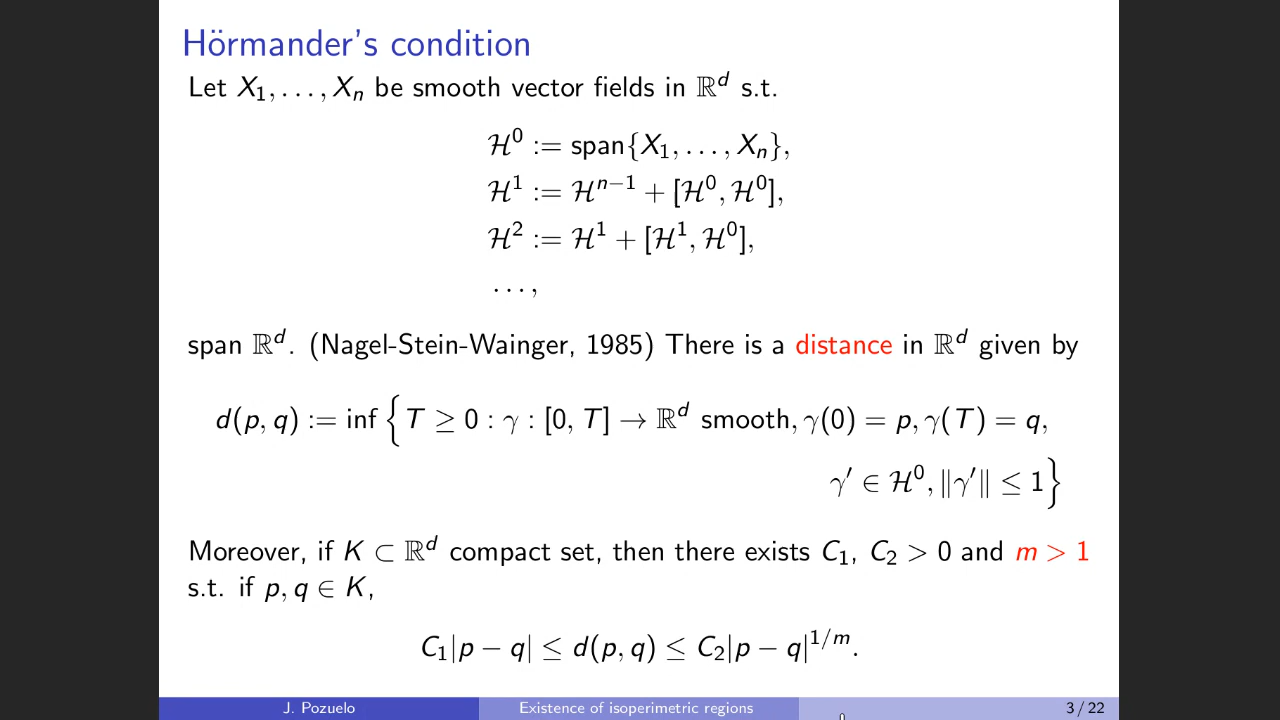 Hörmander's condition
Let X₁, . . . , Xₙ be smooth vector fields in ℝᵈ s.t.
ℋ⁰ := span{X₁, . . . , Xₙ},
ℋ¹ := ℋⁿ⁻¹ + [ℋ⁰, ℋ⁰],
ℋ² := ℋ¹ + [ℋ¹, ℋ⁰],
. . . ,
span ℝᵈ. (Nagel-Stein-Wainger, 1985) There is a distance in ℝᵈ given by
d(p, q) := inf { T ≥ 0 : γ : [0, T] → ℝᵈ smooth, γ(0) = p, γ(T) = q,
γ′ ∈ ℋ⁰, ‖γ′‖ ≤ 1 }
Moreover, if K ⊂ ℝᵈ compact set, then there exists C₁, C₂ > 0 and m > 1
s.t. if p, q ∈ K,
C₁|p − q| ≤ d(p, q) ≤ C₂|p − q|¹ᐟᵐ.
J. Pozuelo
Existence of isoperimetric regions
3 / 22